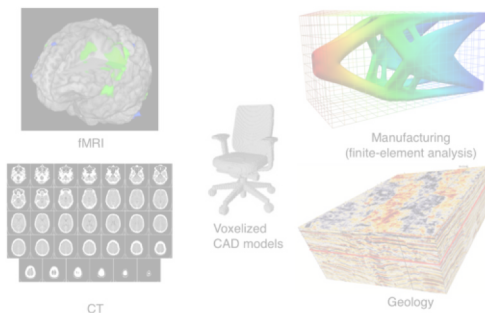 fMRI
Manufacturing
(finite-element analysis)
Voxelized
CAD models
CT
Geology